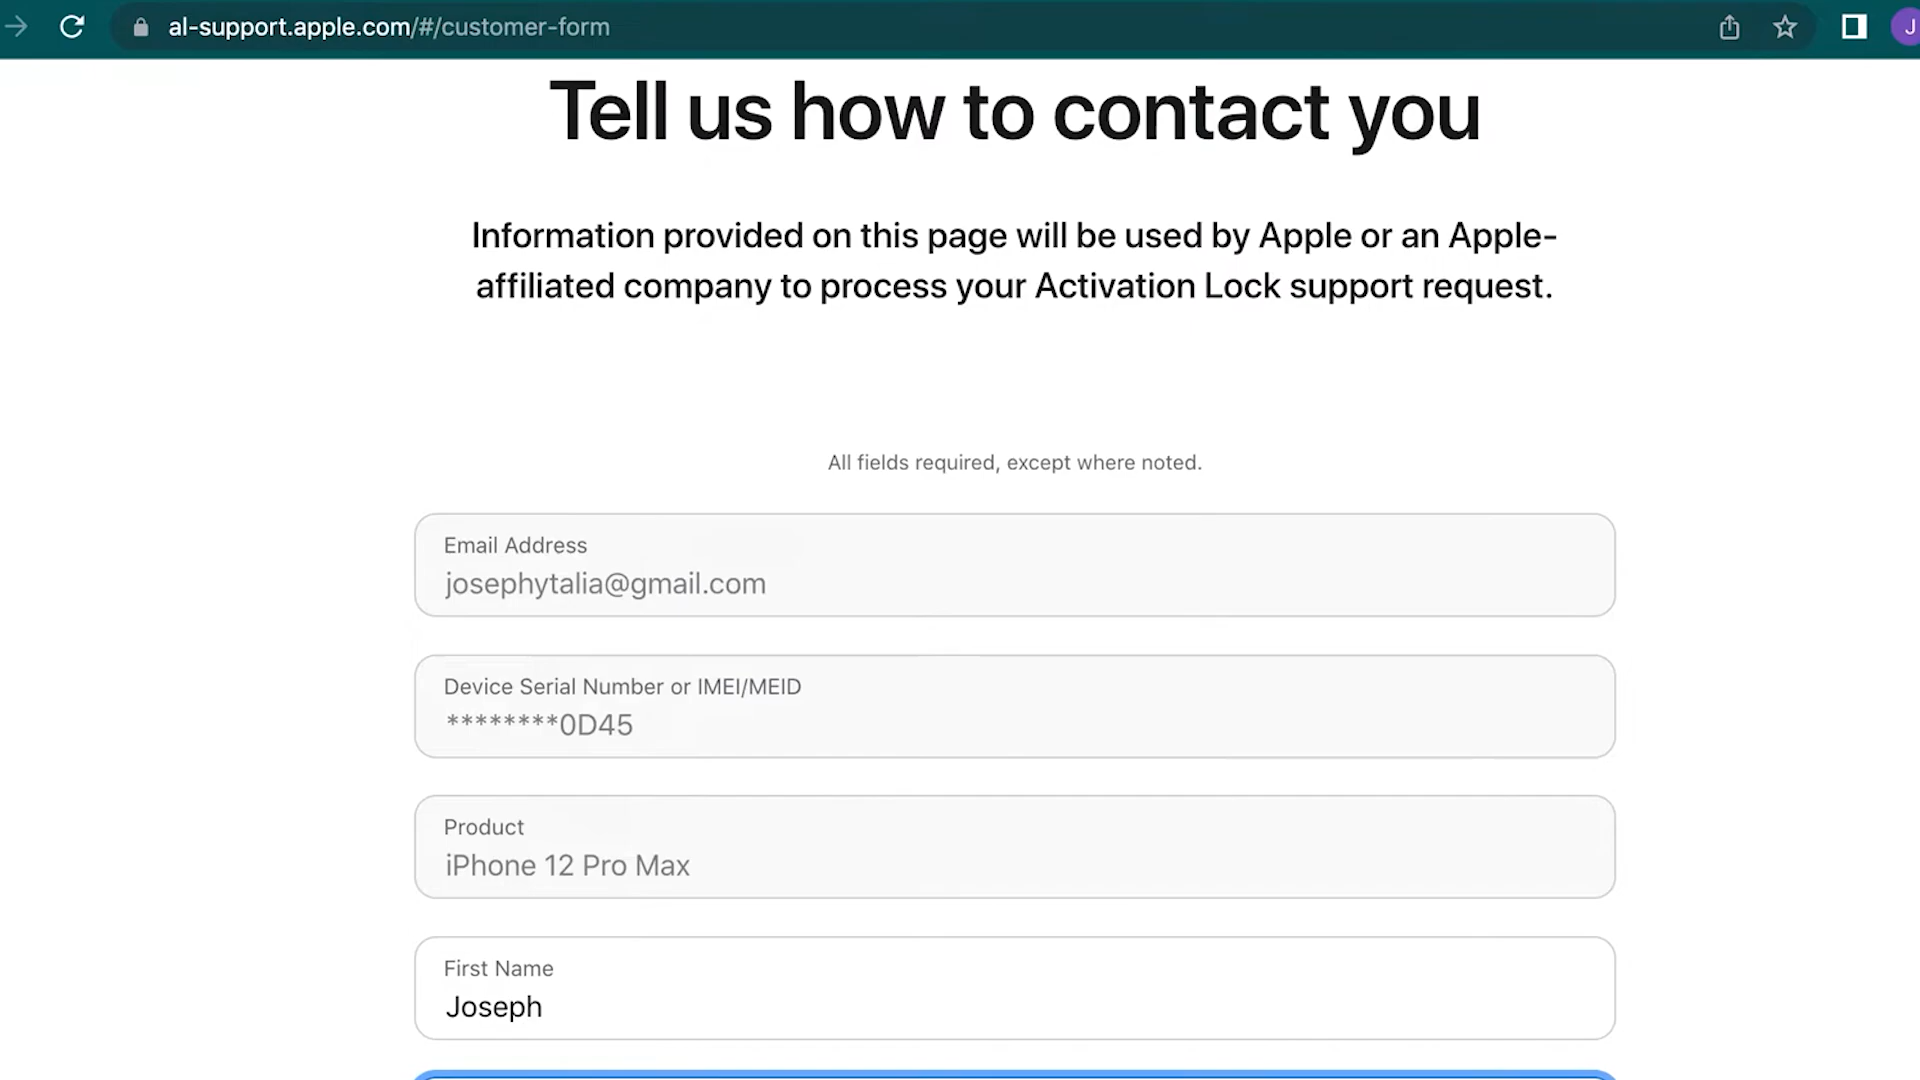 al-support.apple.com/#/customer-form
J
Tell us how to contact you
Information provided on this page will be used by Apple or an Apple-
affiliated company to process your Activation Lock support request.
All fields required, except where noted.
Email Address
josephytalia@gmail.com
Device Serial Number or IMEI/MEID
********0D45
Product
iPhone 12 Pro Max
First Name
Joseph